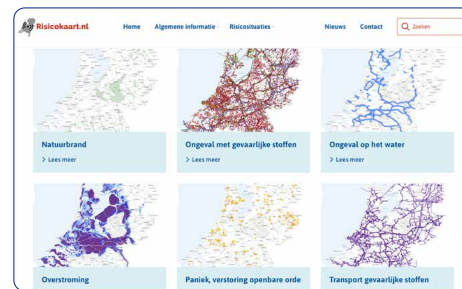 Risicokaart.nl
Home Algemene informatie Risicosituaties Nieuws Contact Zoeken
Natuurbrand Ongeval met gevaarlijke stoffen Ongeval op het water
> Lees meer > Lees meer > Lees meer
Overstroming Paniek, verstoring openbare orde Transport gevaarlijke stoffen